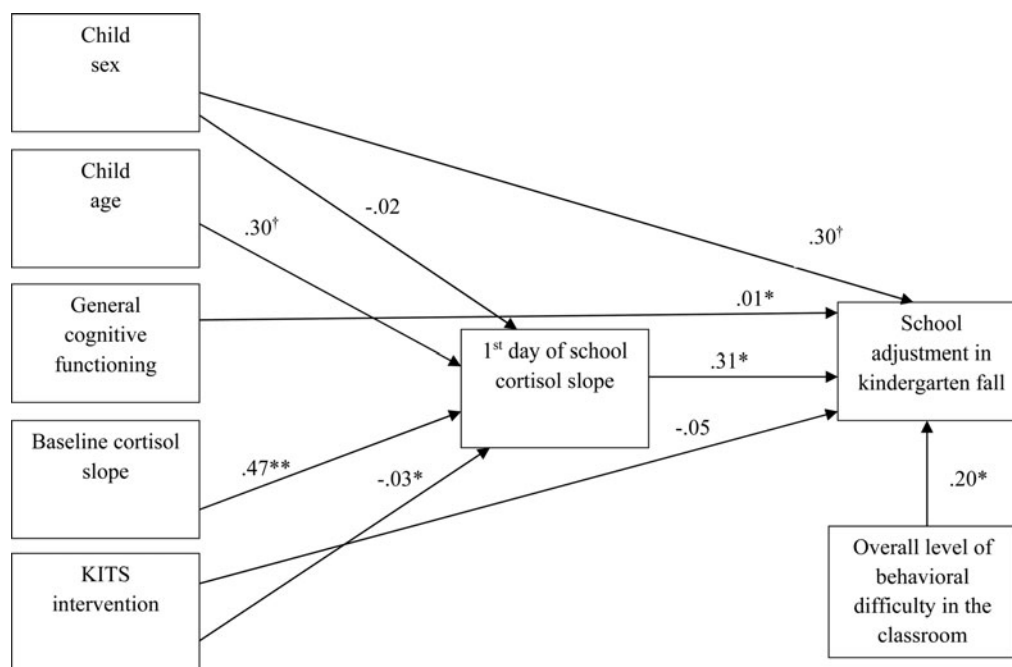 Child
sex
Child
age
General
cognitive
functioning
Baseline cortisol
slope
KITS
intervention
-.02
.30†
.30†
.01*
.47**
-.03*
1st day of school
cortisol slope
.31*
-.05
School
adjustment in
kindergarten fall
.20*
Overall level of
behavioral
difficulty in the
classroom